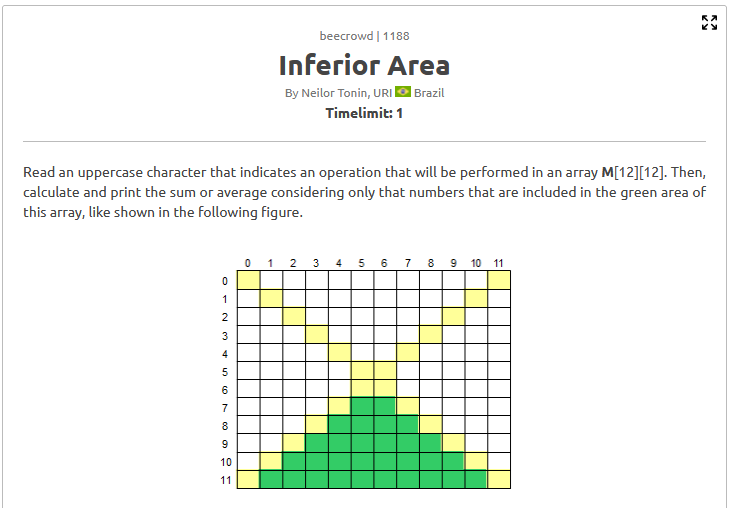 beecrowd | 1188
Inferior Area
By Neilor Tonin, URI Brazil
Timelimit: 1
Read an uppercase character that indicates an operation that will be performed in an array M[12][12]. Then,
calculate and print the sum or average considering only that numbers that are included in the green area of
this array, like shown in the following figure.
0 1 2 3 4 5 6 7 8 9 10 11
0
1
2
3
4
5
6
7
8
9
10
11